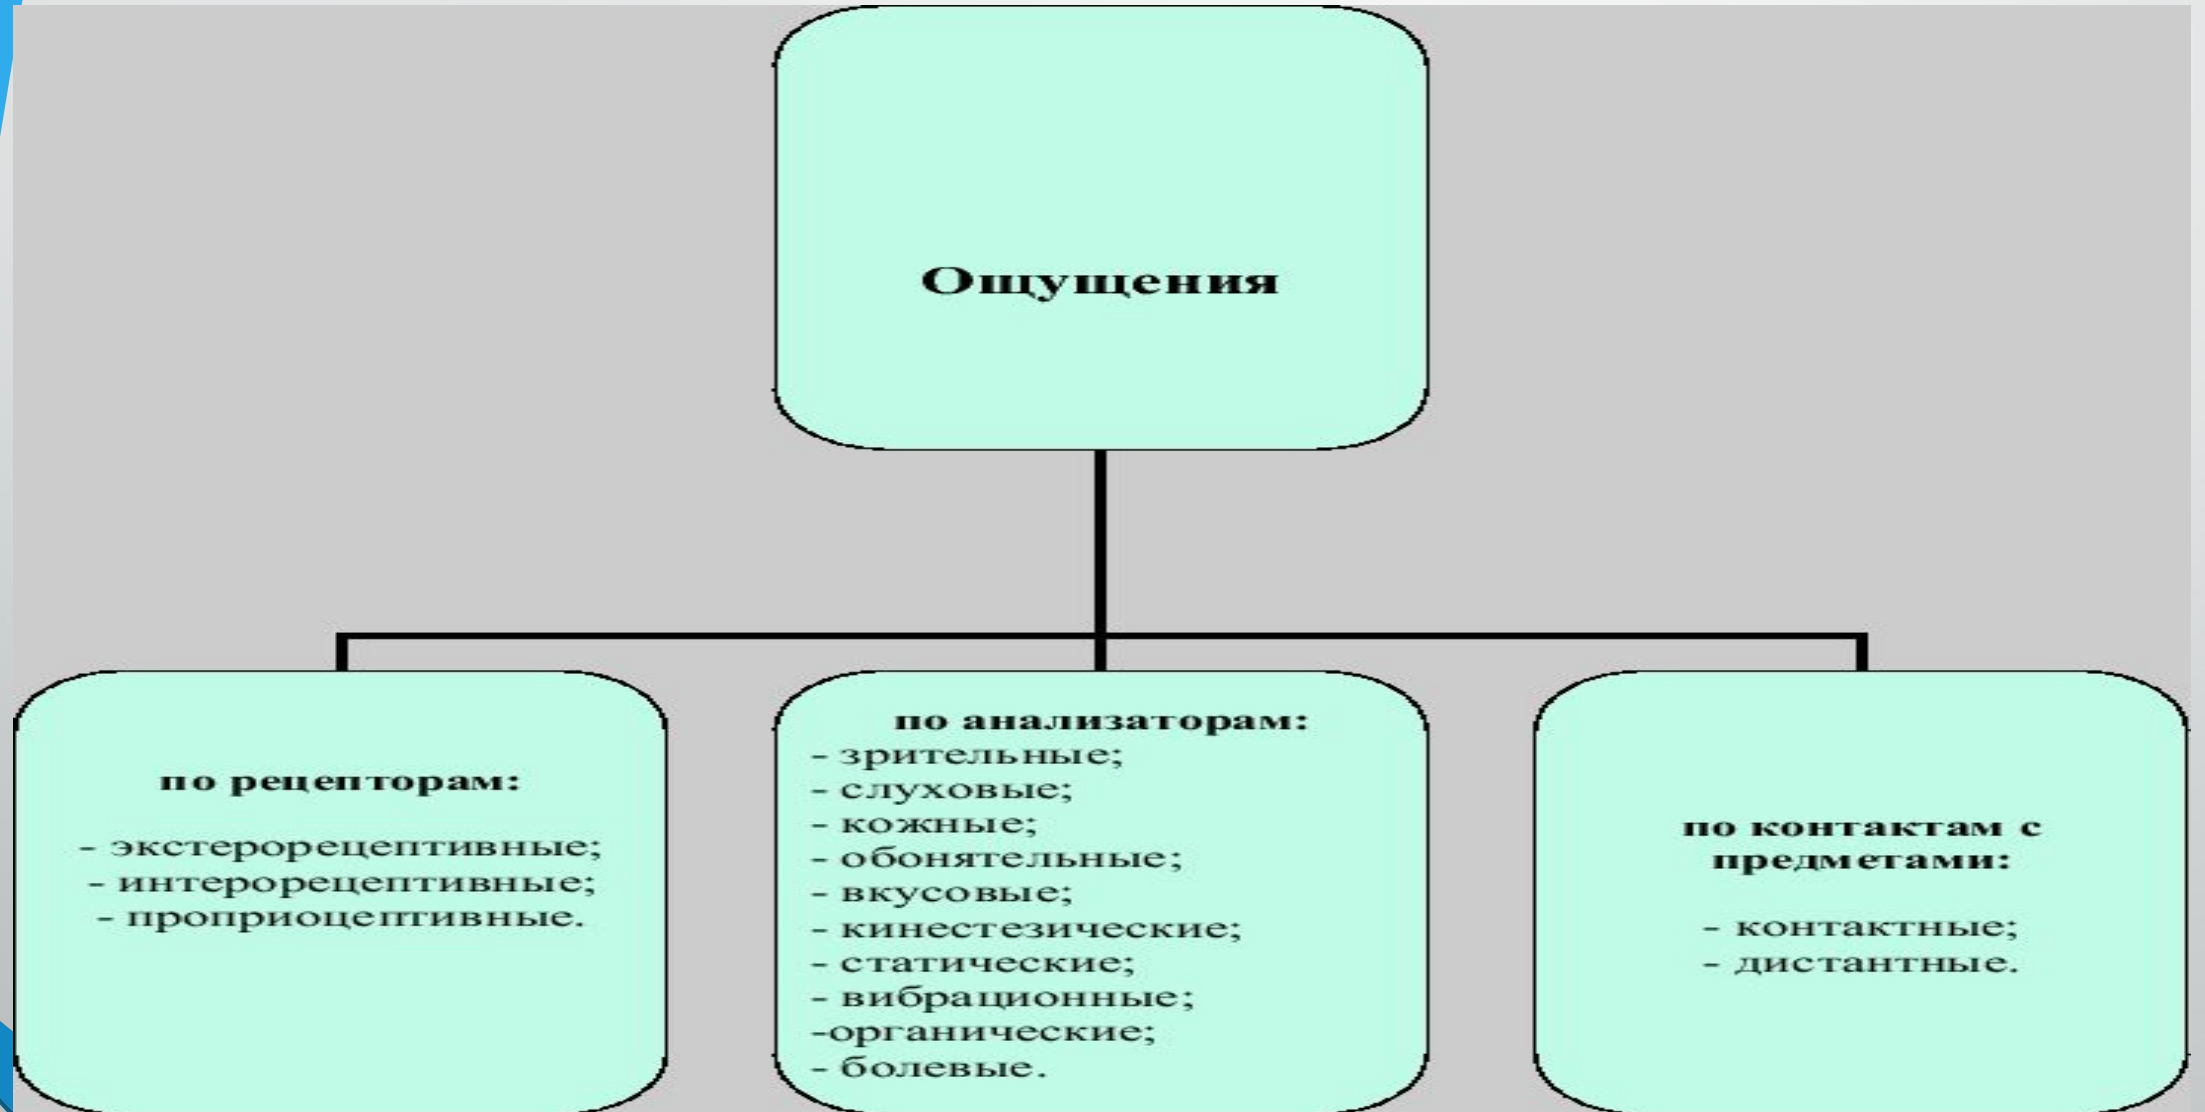 Ощущения
по рецепторам:
- экстерорецептивные;
- интерорецептивные;
- проприоцептивные.
по анализаторам:
- зрительные;
- слуховые;
- кожные;
- обонятельные;
- вкусовые;
- кинестезические;
- статические;
- вибрационные;
-органические;
- болевые.
по контактам с
предметами:
- контактные;
- дистантные.